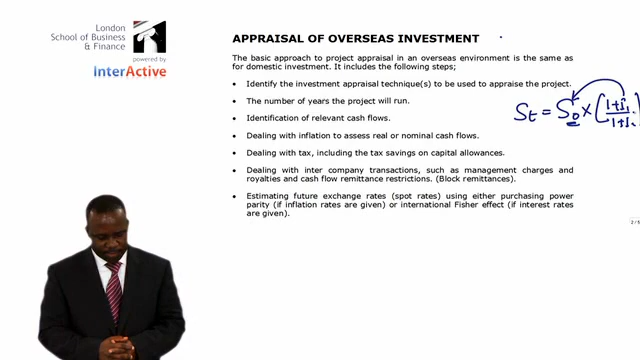 London
School of Business
& Finance
powered by
InterActive
APPRAISAL OF OVERSEAS INVESTMENT
The basic approach to project appraisal in an overseas environment is the same as
for domestic investment. It includes the following steps;
• Identify the investment appraisal technique(s) to be used to appraise the project.
• The number of years the project will run.
• Identification of relevant cash flows.
• Dealing with inflation to assess real or nominal cash flows.
• Dealing with tax, including the tax savings on capital allowances.
• Dealing with inter company transactions, such as management charges and
royalties and cash flow remittance restrictions. (Block remittances).
• Estimating future exchange rates (spot rates) using either purchasing power
parity (if inflation rates are given) or international Fisher effect (if interest rates
are given).
St = So x
2 / 5